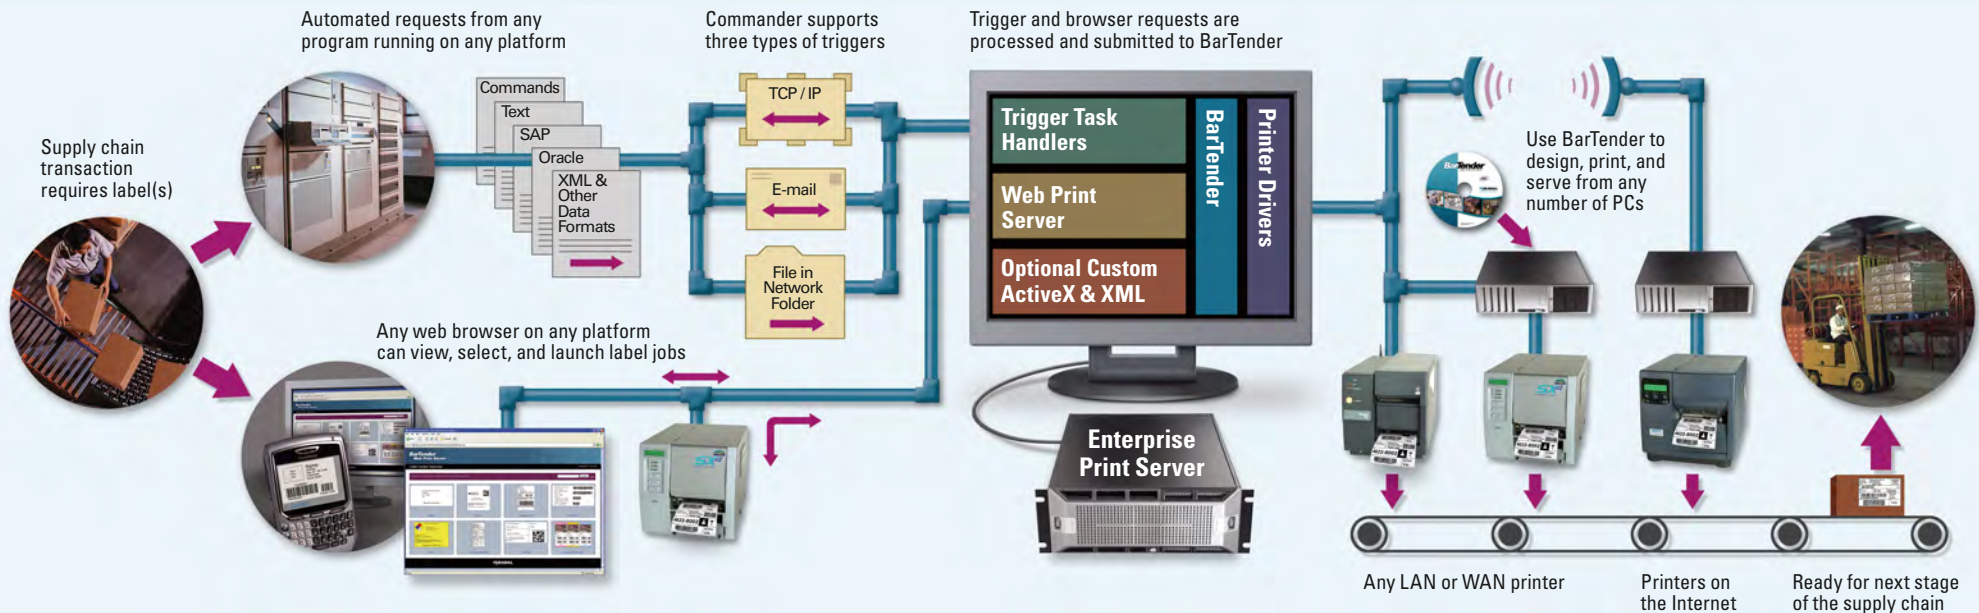 Automated requests from any
program running on any platform
Commander supports
three types of triggers
Trigger and browser requests are
processed and submitted to BarTender
Supply chain
transaction
requires label(s)
Commands
Text
SAP
Oracle
XML &
Other
Data
Formats
TCP / IP
E-mail
File in
Network
Folder
Trigger Task
Handlers
Web Print
Server
Optional Custom
ActiveX & XML
BarTender
Printer Drivers
Use BarTender to
design, print, and
serve from any
number of PCs
BarTender
Any web browser on any platform
can view, select, and launch label jobs
BarTender
Web Print Server
Enterprise
Print Server
Any LAN or WAN printer
Printers on
the Internet
Ready for next stage
of the supply chain